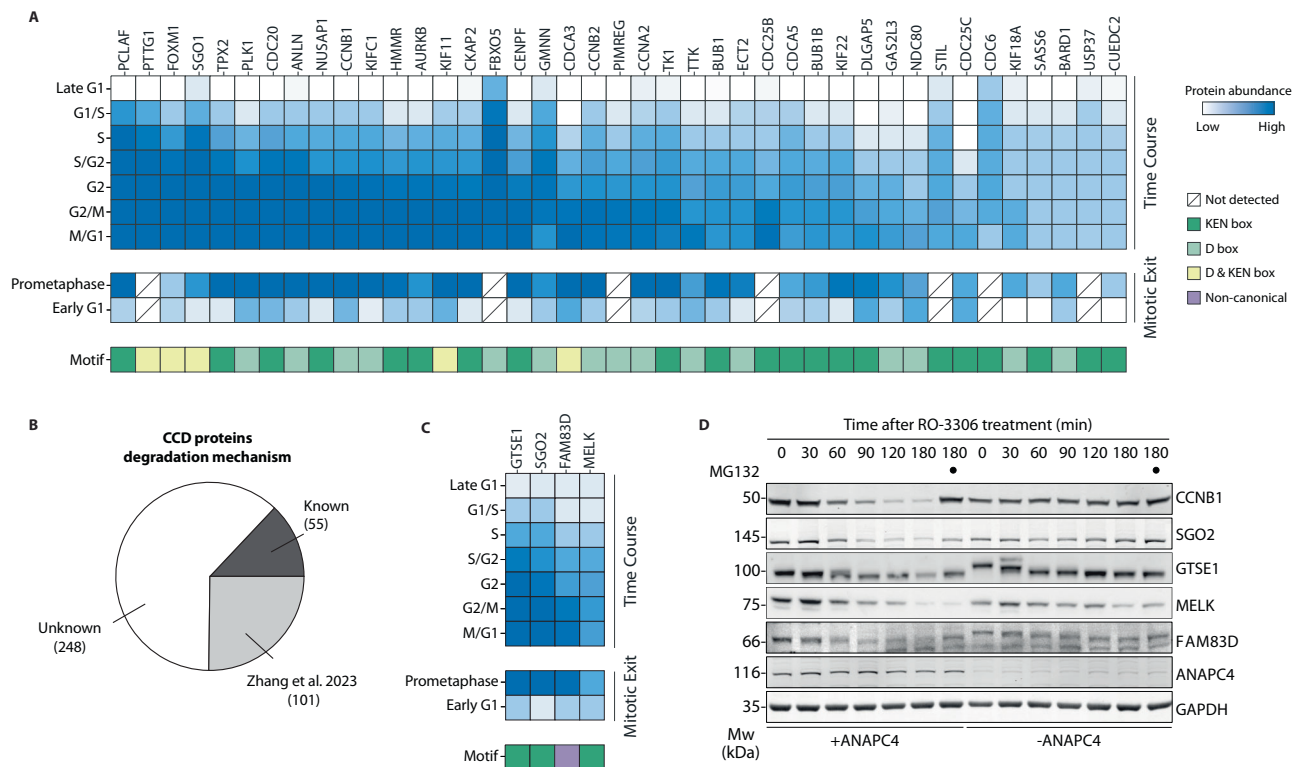 A
PCLAF PTTG1 FOXM1 SGO1 TPX2 PLK1 CDC20 ANLN NUSAP1 CCNB1 KIFC1 HMMR AURKB KIF11 CKAP2 FBXO5 CENPF GMNN CDCA3 CCNB2 PIMREG CCNA2 TK1 TTK BUB1 ECT2 CDC25B CDCA5 BUB1B KIF22 DLGAP5 GAS2L3 NDC80 STIL CDC25C CDC6 KIF18A SASS6 BARD1 USP37 CUEDC2
Late G1
G1/S
S
S/G2
G2
G2/M
M/G1
Time Course
Prometaphase
Early G1
Mitotic Exit
Motif
Protein abundance
Low High
Not detected
KEN box
D box
D & KEN box
Non-canonical
B
CCD proteins
degradation mechanism
Known
(55)
Unknown
(248)
Zhang et al. 2023
(101)
C
GTSE1 SGO2 FAM83D MELK
Late G1
G1/S
S
S/G2
G2
G2/M
M/G1
Time Course
Prometaphase
Early G1
Mitotic Exit
Motif
D
Time after RO-3306 treatment (min)
0 30 60 90 120 180 180 0 30 60 90 120 180 180
MG132 • •
50 CCNB1
145 SGO2
100 GTSE1
75 MELK
66 FAM83D
116 ANAPC4
35 GAPDH
Mw
(kDa)
+ANAPC4 -ANAPC4